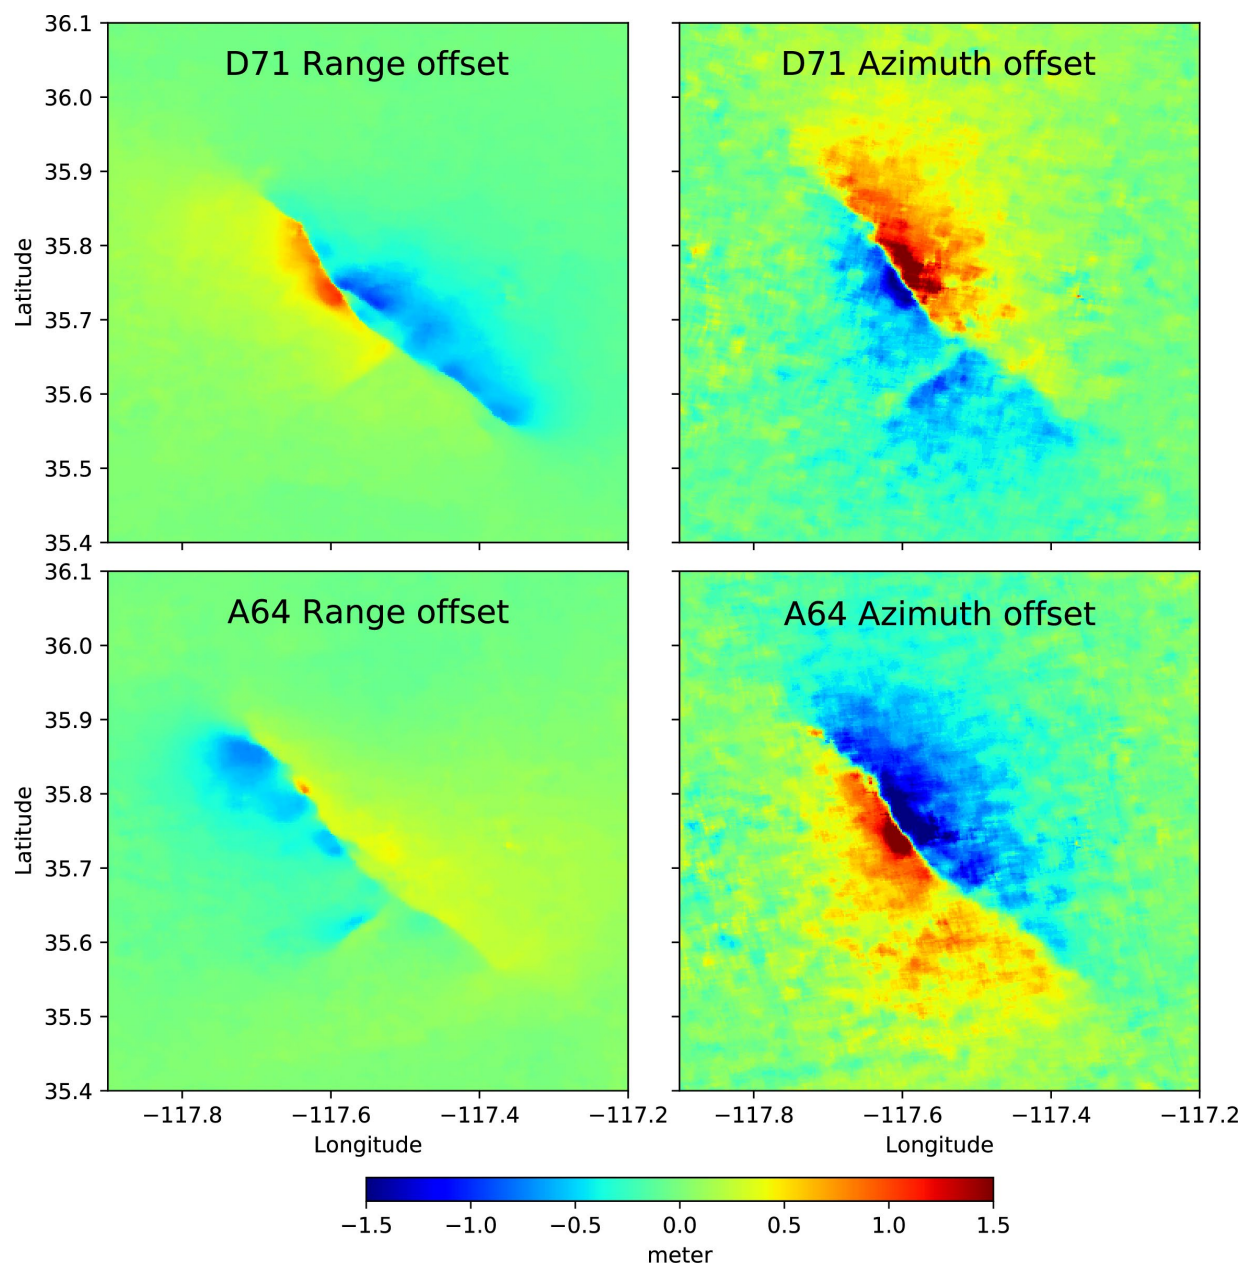 D71 Range offset
D71 Azimuth offset
36.1
36.0
35.9
35.8
35.7
35.6
35.5
35.4
Latitude
A64 Range offset
A64 Azimuth offset
36.1
36.0
35.9
35.8
35.7
35.6
35.5
35.4
Latitude
−117.8 −117.6 −117.4 −117.2
−117.8 −117.6 −117.4 −117.2
Longitude
Longitude
−1.5 −1.0 −0.5 0.0 0.5 1.0 1.5
meter